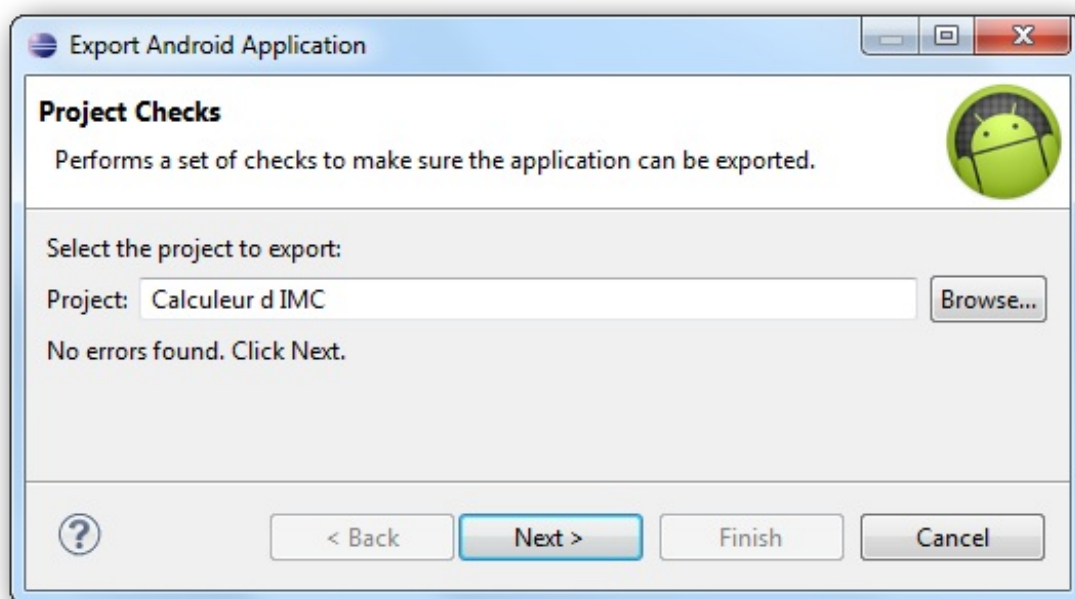 Export Android Application
Project Checks
Performs a set of checks to make sure the application can be exported.
Select the project to export:
Project: Calculeur d IMC Browse...
No errors found. Click Next.
? < Back Next > Finish Cancel